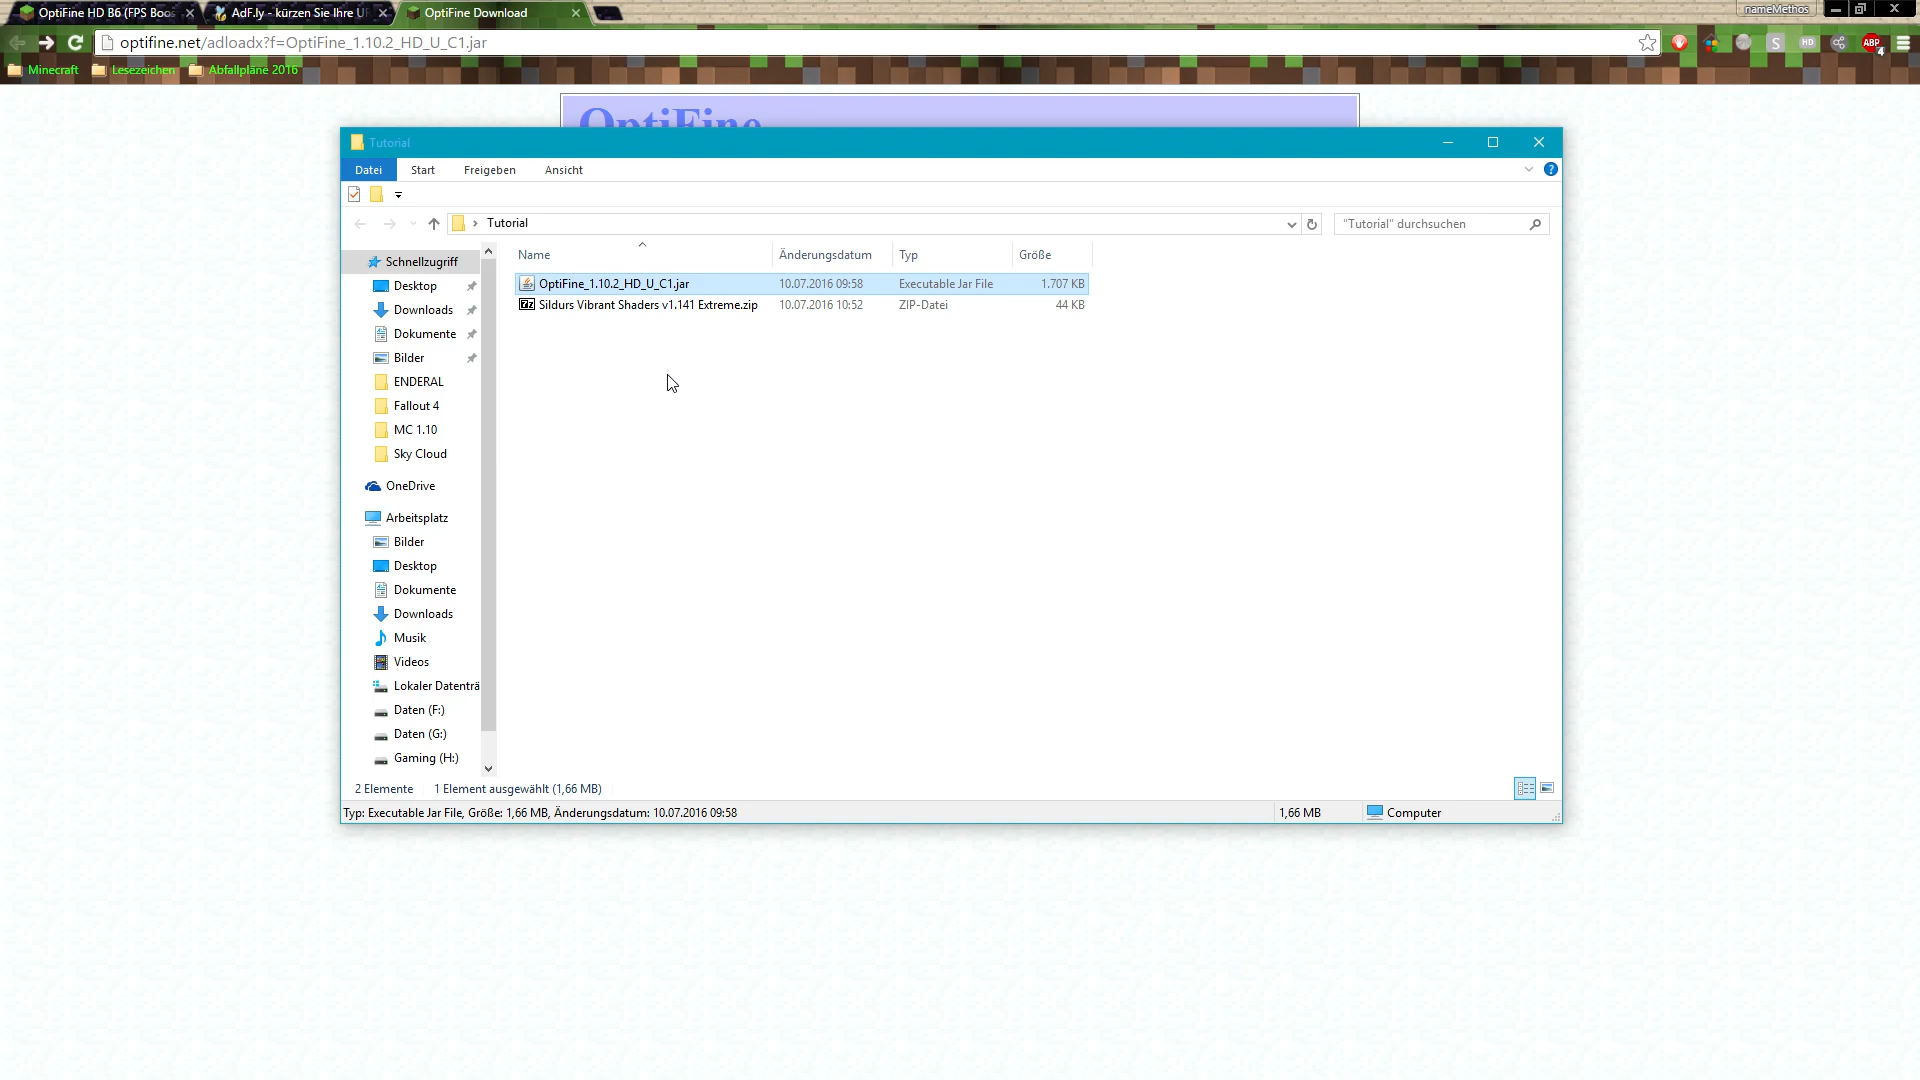 OptiFine HD B6 (FPS Boos
AdF.ly - kürzen Sie Ihre U
OptiFine Download
nameMethos
optifine.net/adloadx?f=OptiFine_1.10.2_HD_U_C1.jar
S
HD
ABP
4
Minecraft
Lesezeichen
Abfallpläne 2016
OptiFine
Tutorial
Datei
Start
Freigeben
Ansicht
?
Tutorial
"Tutorial" durchsuchen
Name
Änderungsdatum
Typ
Größe
OptiFine_1.10.2_HD_U_C1.jar
10.07.2016 09:58
Executable Jar File
1.707 KB
7z
Sildurs Vibrant Shaders v1.141 Extreme.zip
10.07.2016 10:52
ZIP-Datei
44 KB
Schnellzugriff
Desktop
Downloads
Dokumente
Bilder
ENDERAL
Fallout 4
MC 1.10
Sky Cloud
OneDrive
Arbeitsplatz
Bilder
Desktop
Dokumente
Downloads
Musik
Videos
Lokaler Datenträ
Daten (F:)
Daten (G:)
Gaming (H:)
2 Elemente
1 Element ausgewählt (1,66 MB)
Typ: Executable Jar File, Größe: 1,66 MB, Änderungsdatum: 10.07.2016 09:58
1,66 MB
Computer